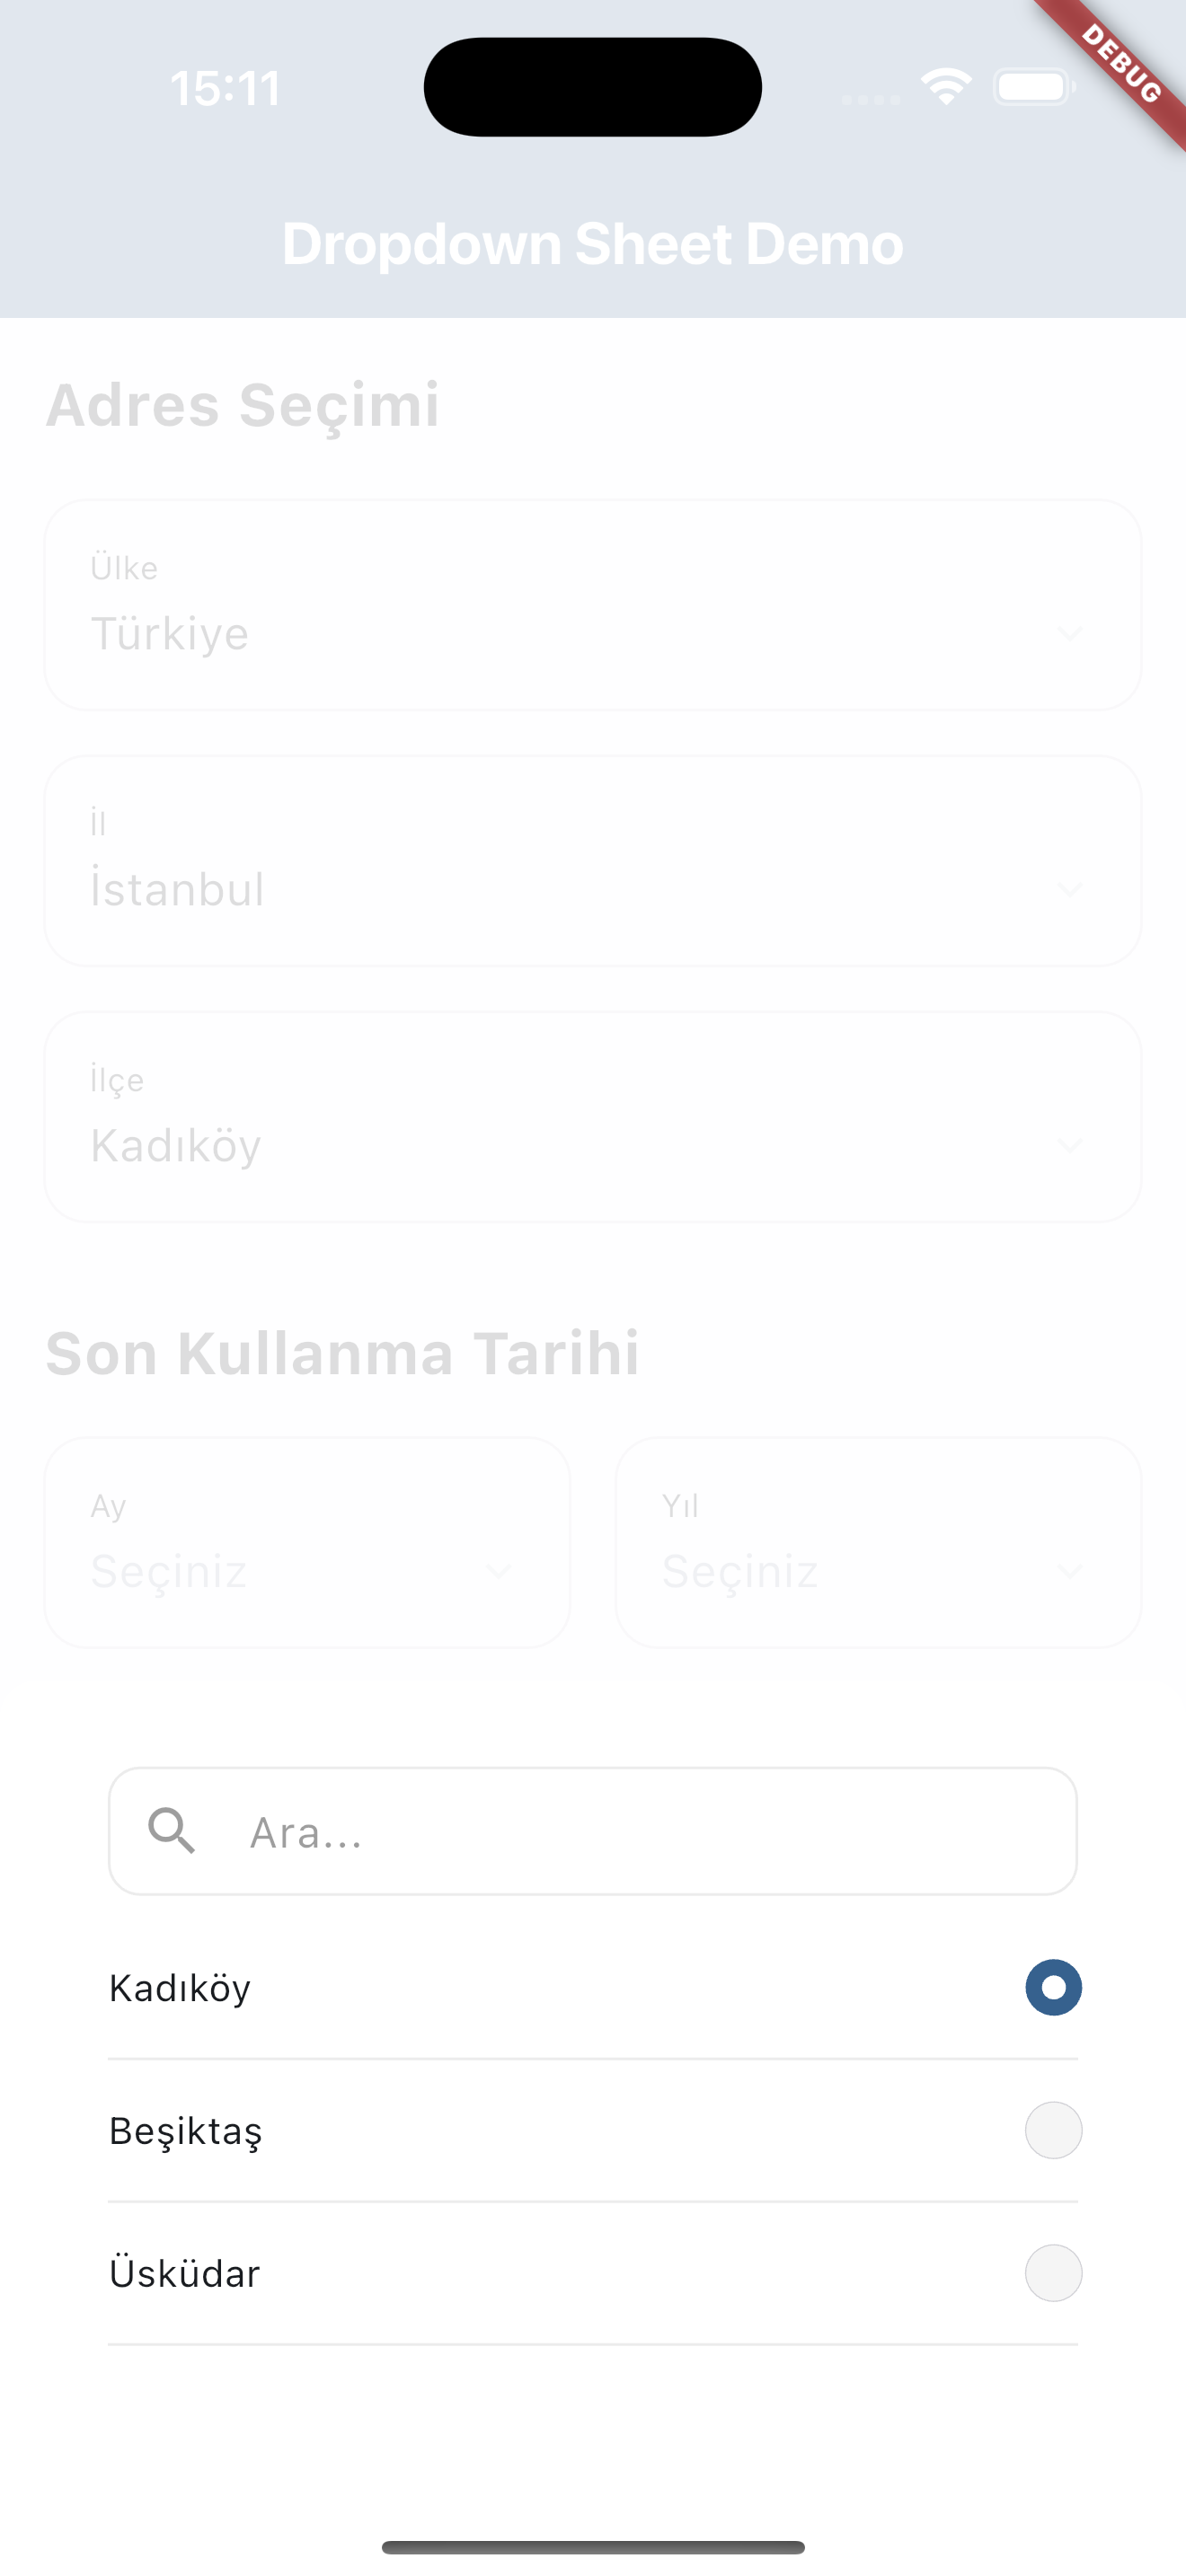 15:11
DEBUG
Dropdown Sheet Demo
Adres Seçimi
Ülke
Türkiye
İl
İstanbul
İlçe
Kadıköy
Son Kullanma Tarihi
Ay
Seçiniz
Yıl
Seçiniz
Ara...
Kadıköy
Beşiktaş
Üsküdar